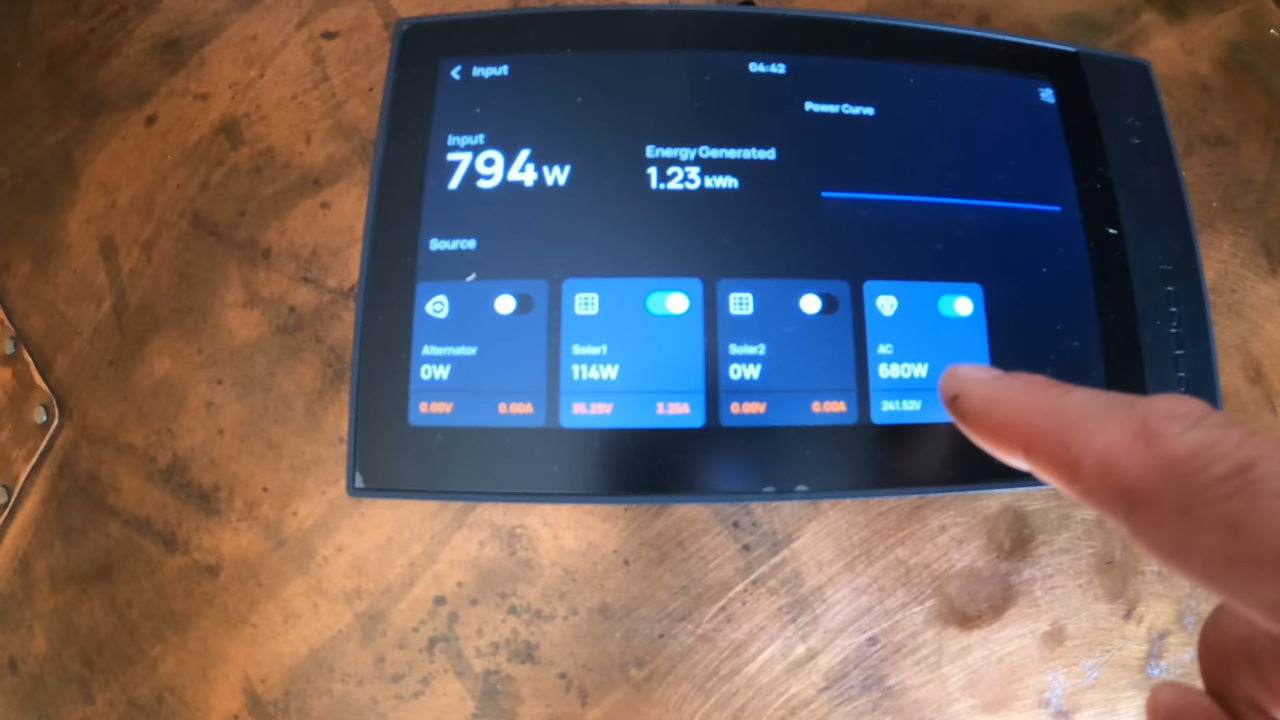 Input
04:42
Power Curve
Input
794W
Energy Generated
1.23 kWh
Source
Alternator
0W
0.00V 0.00A
Solar1
114W
35.25V 3.25A
Solar2
0W
0.00V 0.00A
AC
680W
241.52V